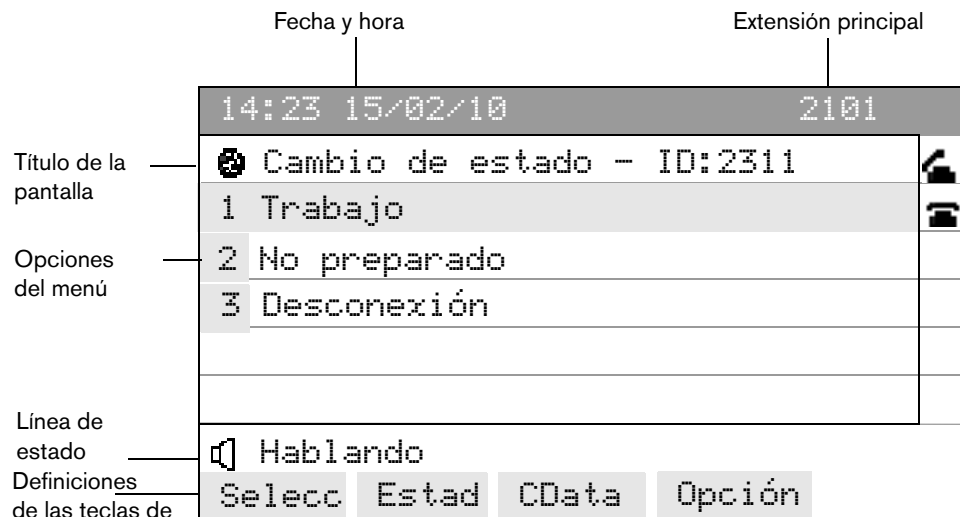 Fecha y hora
Extensión principal
14:23 15/02/10 2101
Título de la
pantalla
Cambio de estado - ID:2311
1 Trabajo
Opciones
del menú
2 No preparado
3 Desconexión
Línea de
estado
Hablando
Definiciones
de las teclas de
Selecc Estad CData Opción